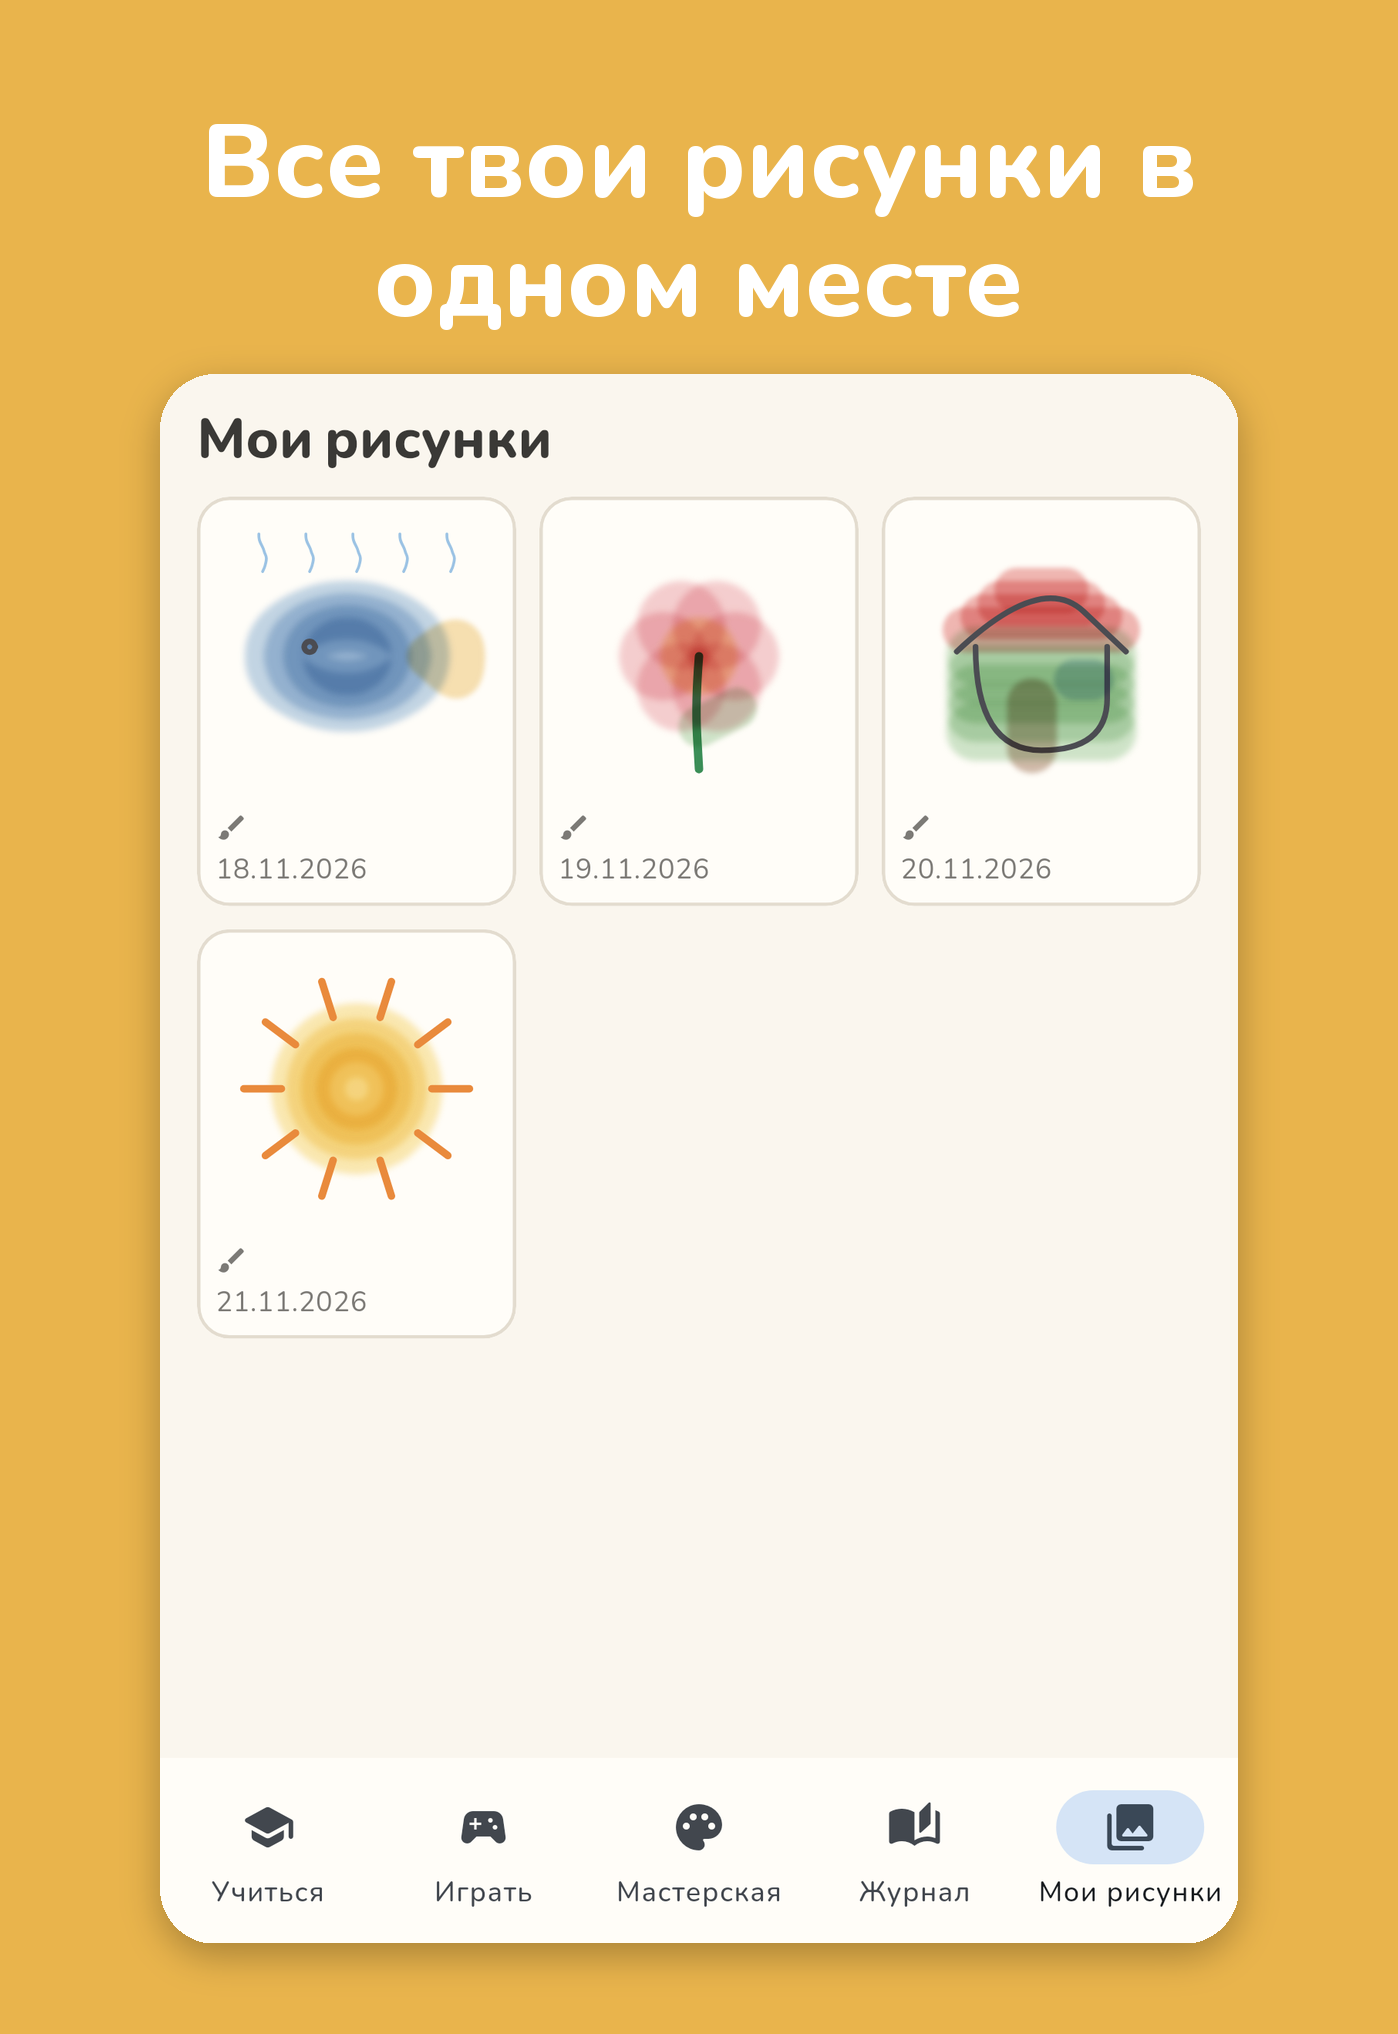 Все твои рисунки в
одном месте
Мои рисунки
18.11.2026
19.11.2026
20.11.2026
21.11.2026
Учиться
Играть
Мастерская
Журнал
Мои рисунки